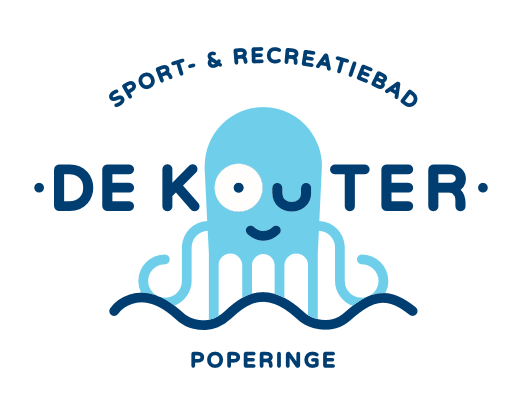 SPORT- & RECREATIEBAD
·DE KOUTER·
POPERINGE